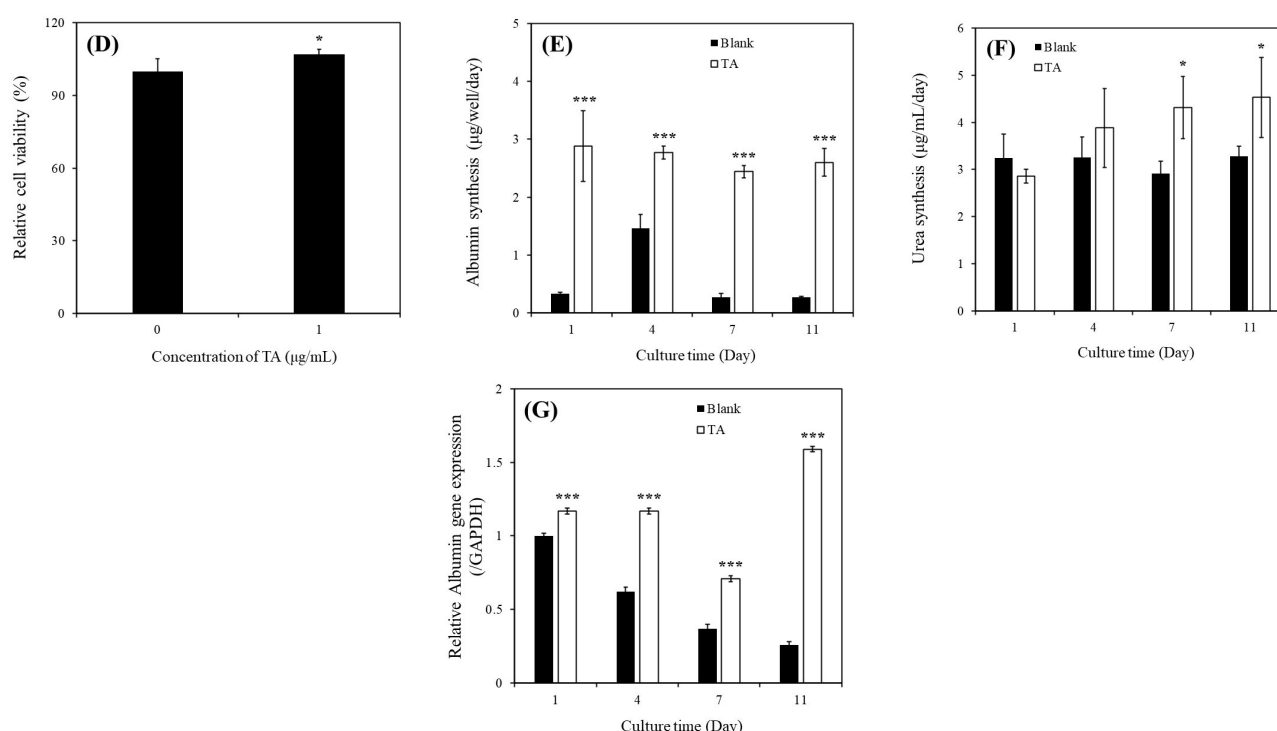 (D)
Relative cell viability (%)
120
90
60
30
0
*
0
1
Concentration of TA (μg/mL)
(E)
Albumin synthesis (μg/well/day)
5
4
3
2
1
0
Blank
TA
***
***
***
***
1
4
7
11
Culture time (Day)
(F)
Urea synthesis (μg/mL/day)
6
5
4
3
2
1
0
Blank
TA
*
*
1
4
7
11
Culture time (Day)
(G)
Relative Albumin gene expression
(/GAPDH)
2
1.5
1
0.5
0
Blank
TA
***
***
***
***
1
4
7
11
Culture time (Day)